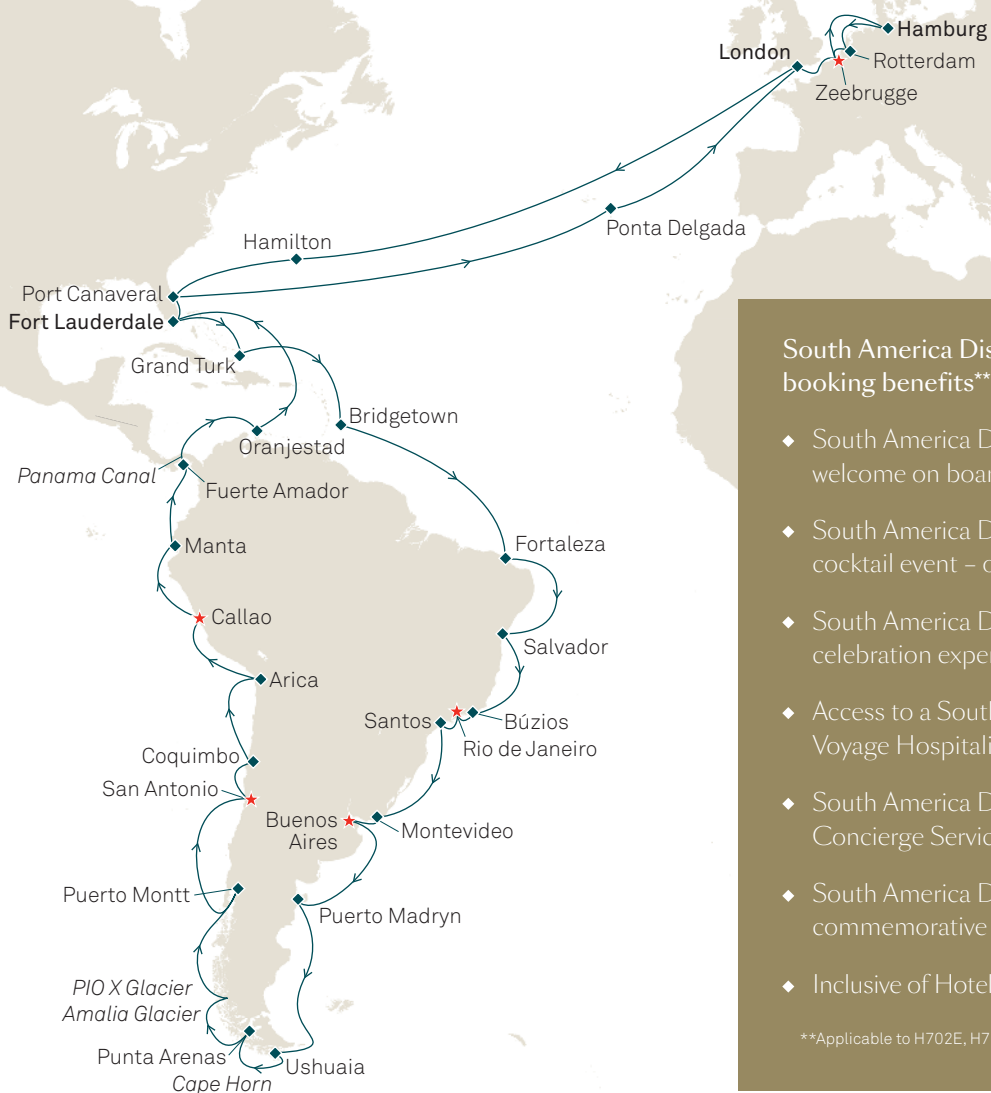 Hamburg
London
Rotterdam
Zeebrugge
Ponta Delgada
Hamilton
Port Canaveral
Fort Lauderdale
Grand Turk
Bridgetown
Oranjestad
Panama Canal
Fuerte Amador
Manta
Fortaleza
Callao
Salvador
Arica
Santos
Búzios
Rio de Janeiro
Coquimbo
San Antonio
Buenos
Aires
Montevideo
Puerto Montt
Puerto Madryn
PIO X Glacier
Amalia Glacier
Punta Arenas
Ushuaia
Cape Horn
South America Dis
booking benefits**
◆ South America D
welcome on boar
◆ South America D
cocktail event – c
◆ South America D
celebration exper
◆ Access to a South
Voyage Hospitali
◆ South America D
Concierge Servic
◆ South America D
commemorative
◆ Inclusive of Hotel
**Applicable to H702E, H7